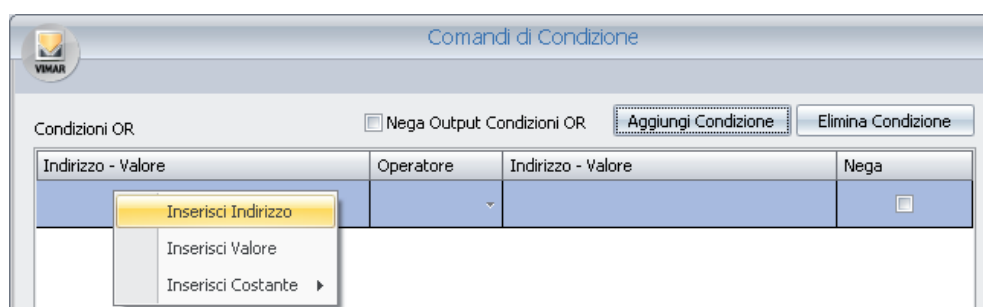 Comandi di Condizione
VIMAR
Condizioni OR Nega Output Condizioni OR Aggiungi Condizione Elimina Condizione
Indirizzo - Valore Operatore Indirizzo - Valore Nega
Inserisci Indirizzo
Inserisci Valore
Inserisci Costante